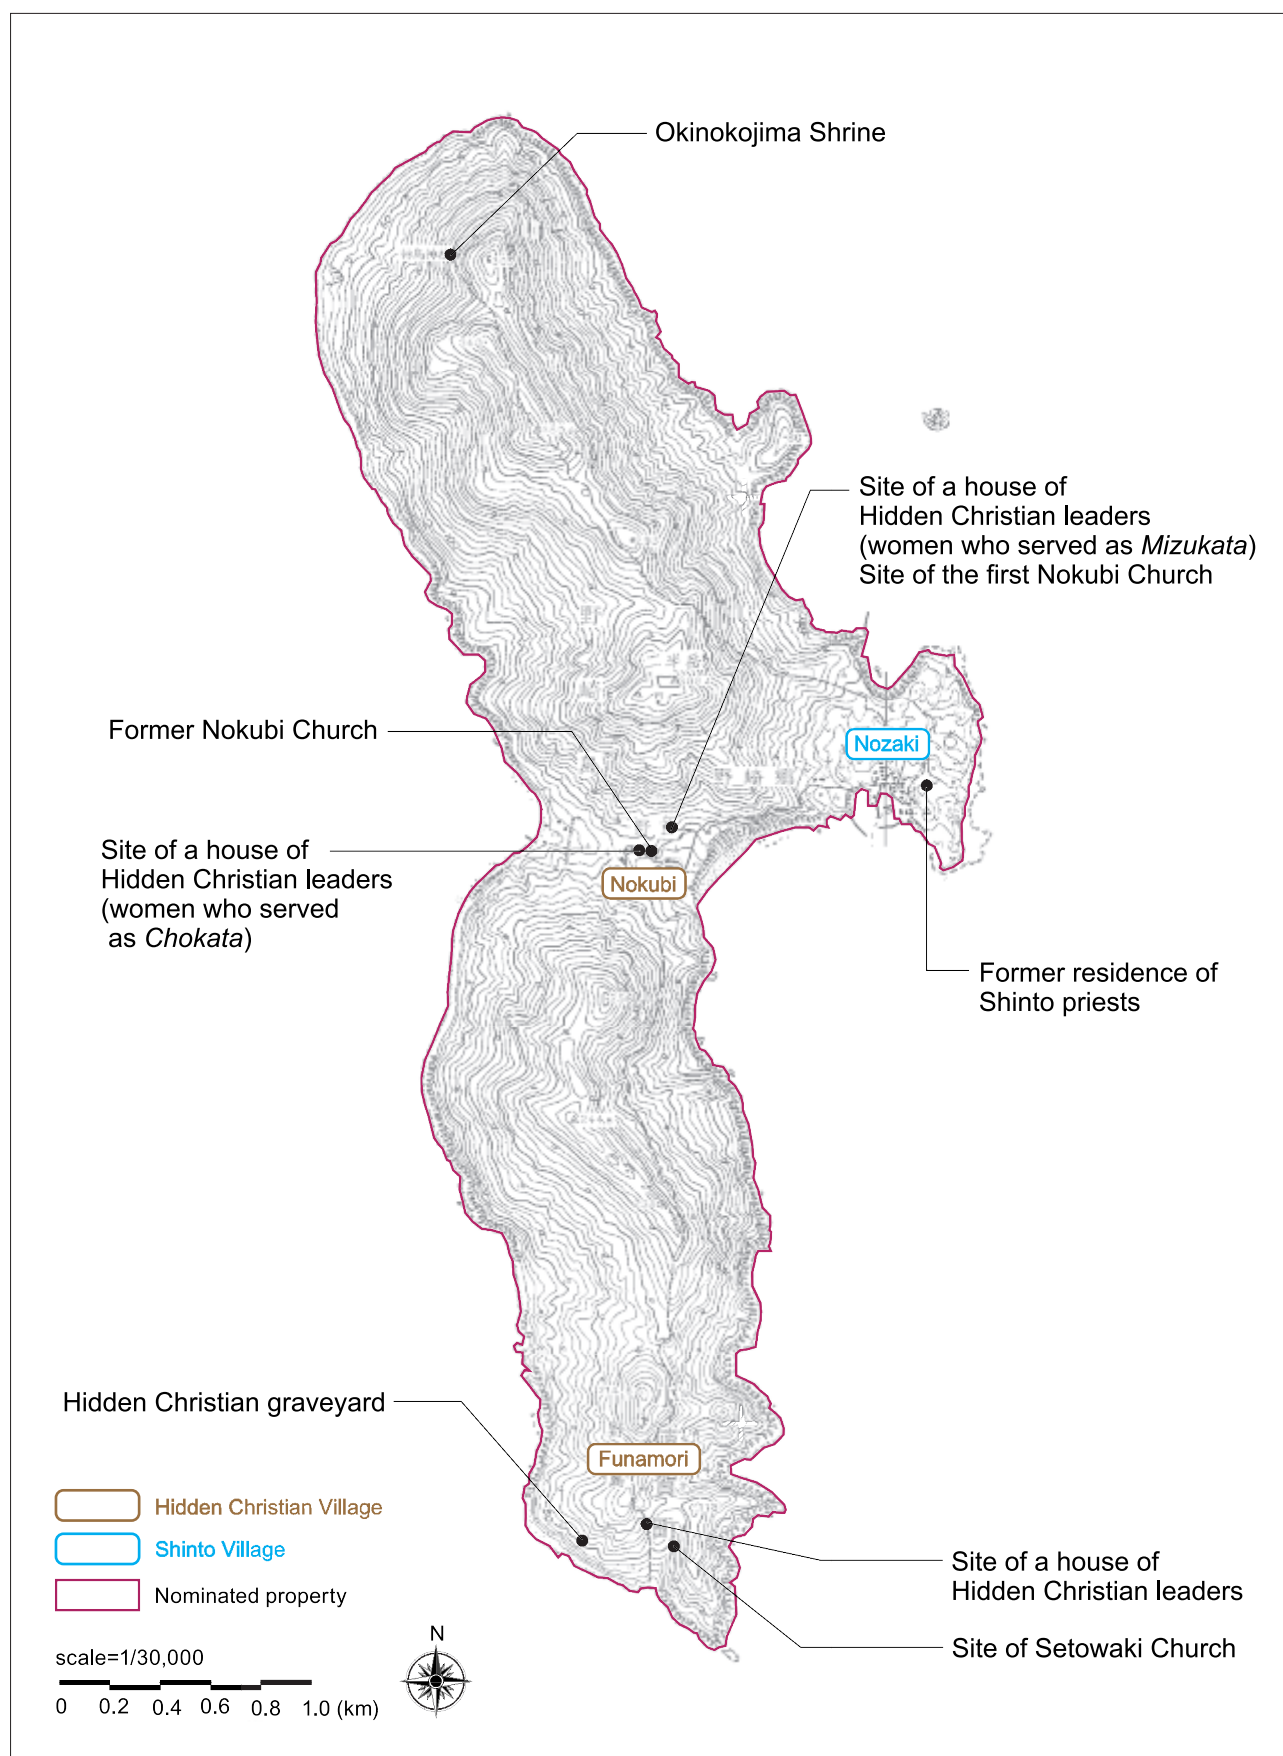 Okinokojima Shrine
Site of a house of
Hidden Christian leaders
(women who served as Mizukata)
Site of the first Nokubi Church
Former Nokubi Church
Nozaki
Site of a house of
Hidden Christian leaders
(women who served
as Chokata)
Nokubi
Former residence of
Shinto priests
Hidden Christian graveyard
Funamori
Hidden Christian Village
Shinto Village
Nominated property
Site of a house of
Hidden Christian leaders
Site of Setowaki Church
N
scale=1/30,000
0 0.2 0.4 0.6 0.8 1.0 (km)